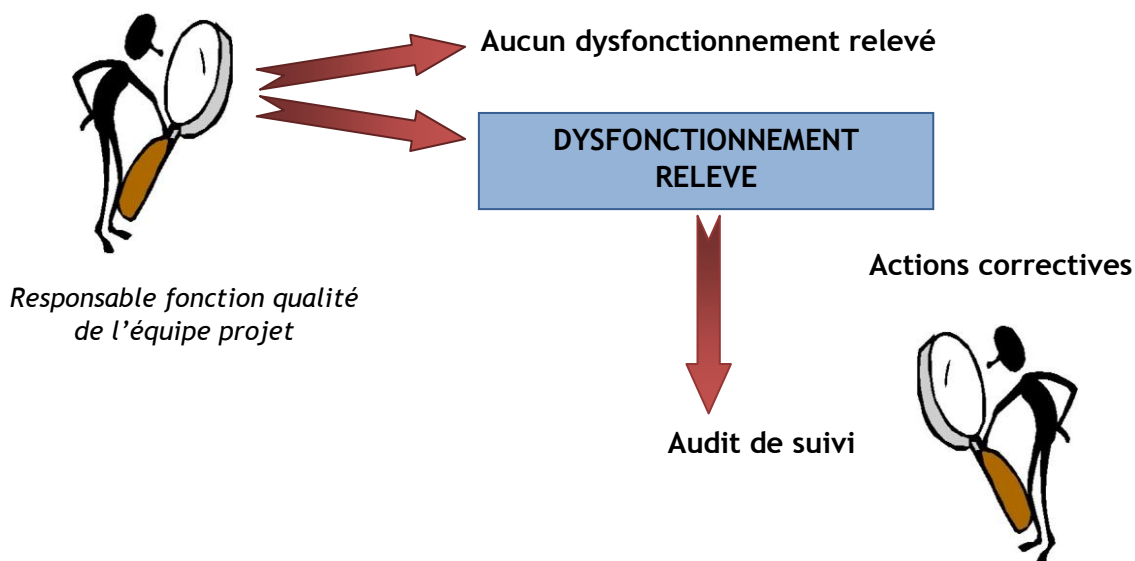 Aucun dysfonctionnement relevé
DYSFONCTIONNEMENT
RELEVE
Actions correctives
Responsable fonction qualité
de l’équipe projet
Audit de suivi